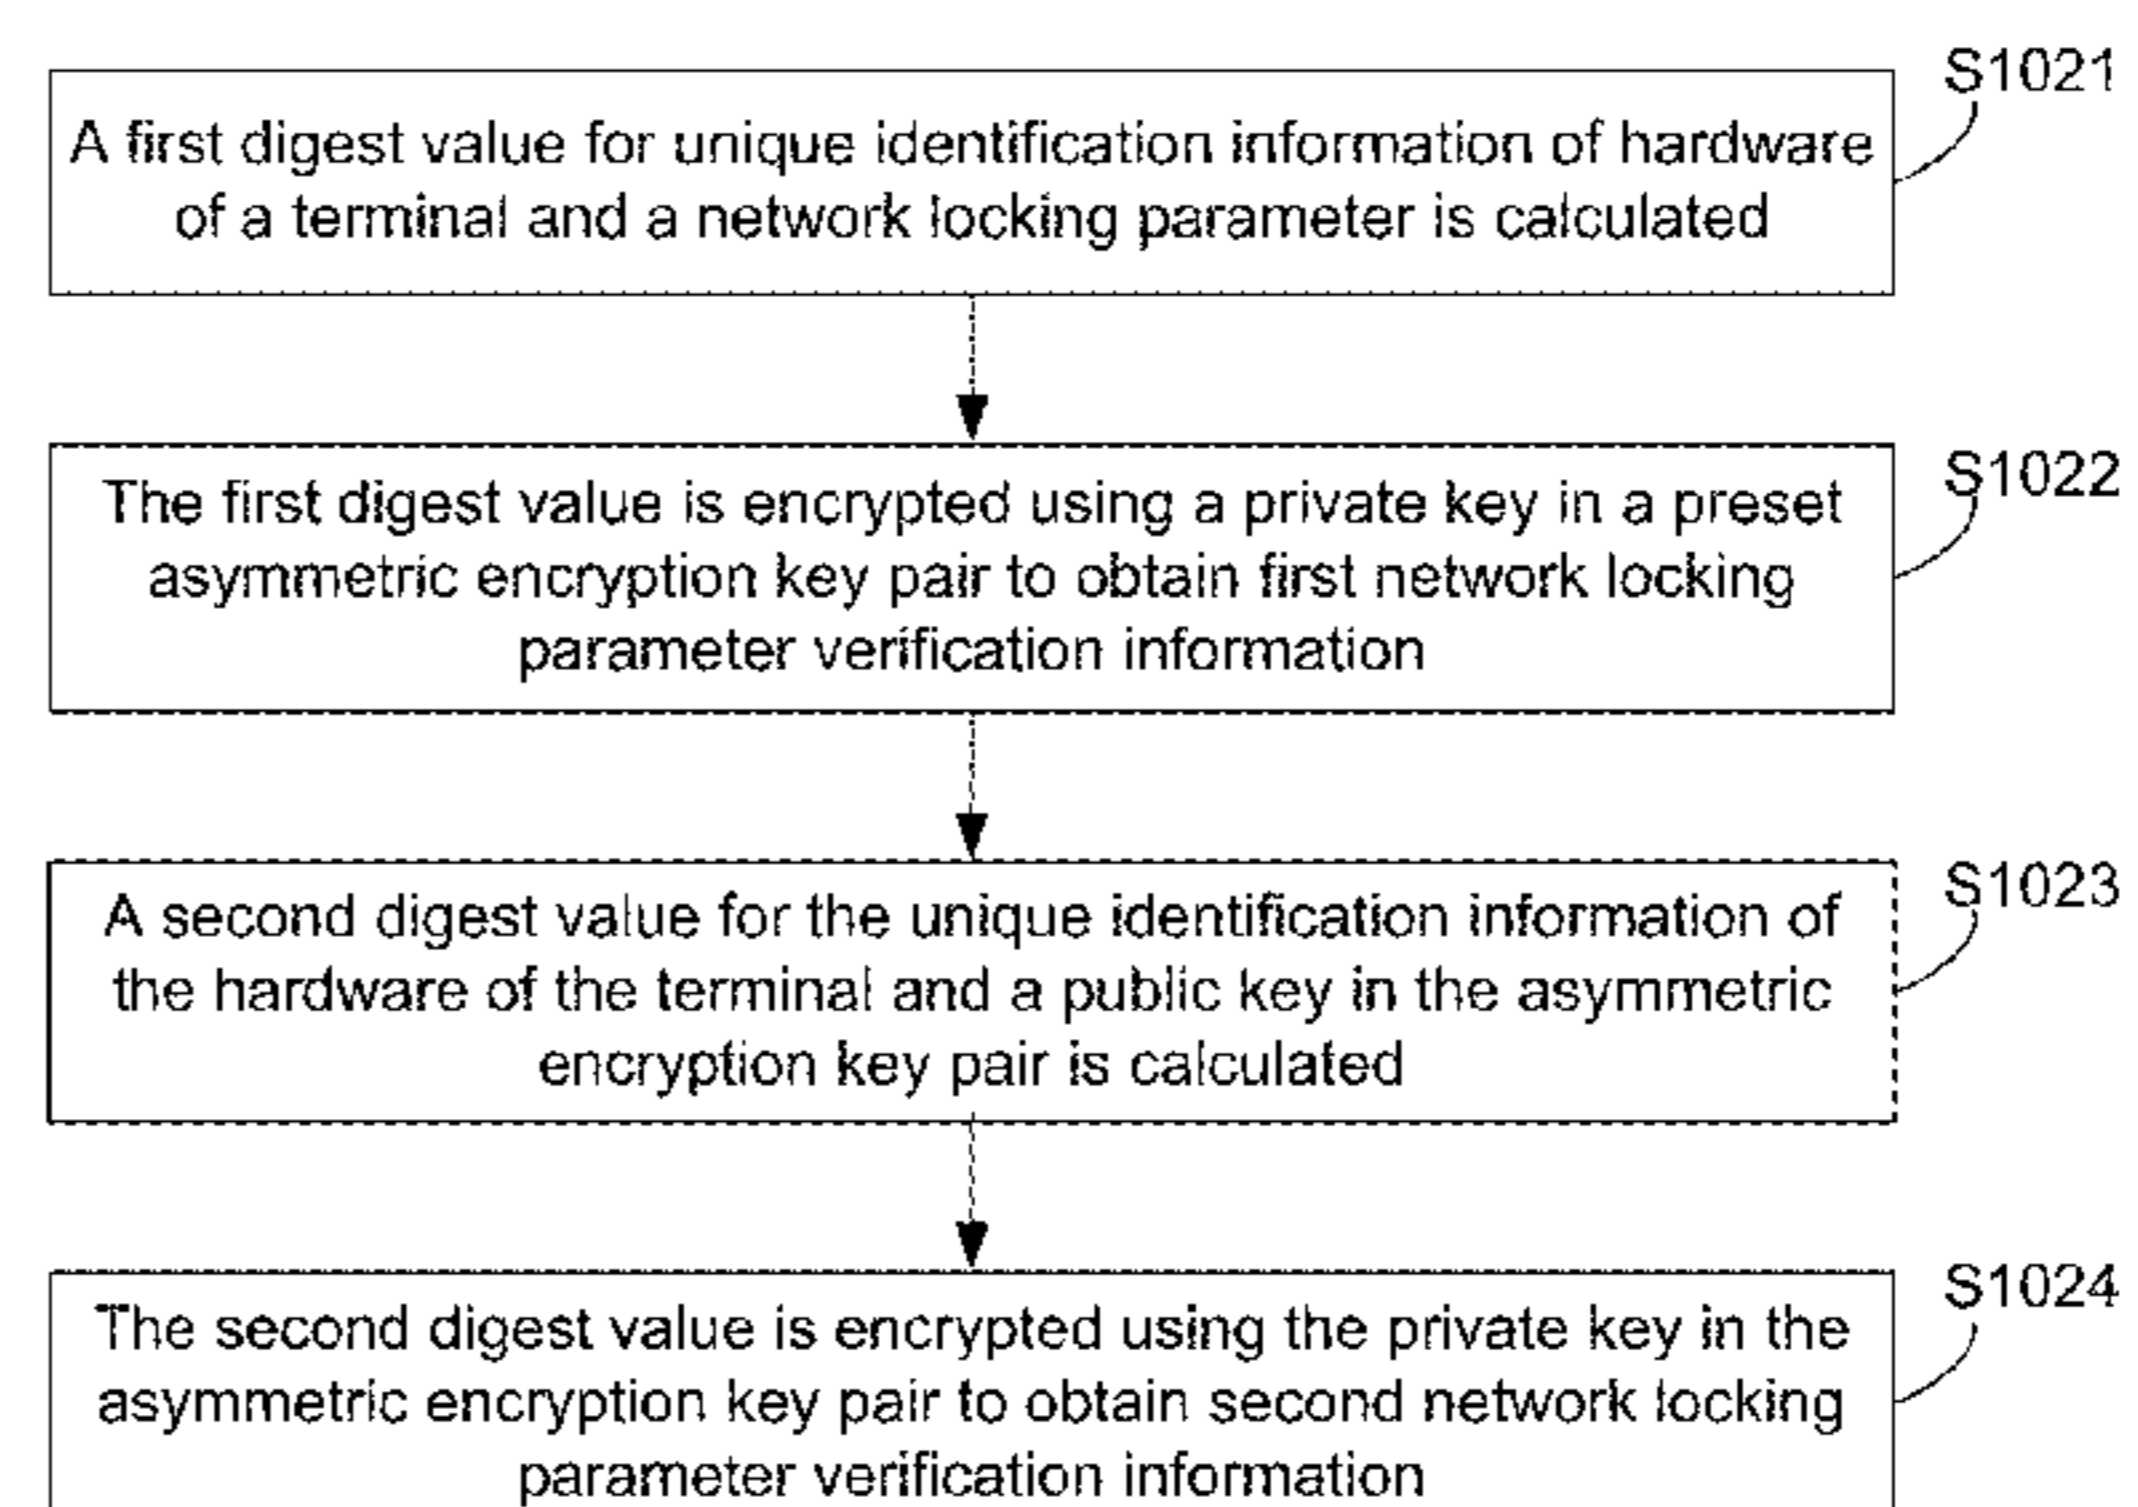 S1021
A first digest value for unique identification information of hardware
of a terminal and a network locking parameter is calculated
S1022
The first digest value is encrypted using a private key in a preset
asymmetric encryption key pair to obtain first network locking
parameter verification information
S1023
A second digest value for the unique identification information of
the hardware of the terminal and a public key in the asymmetric
encryption key pair is calculated
S1024
The second digest value is encrypted using the private key in the
asymmetric encryption key pair to obtain second network locking
parameter verification information